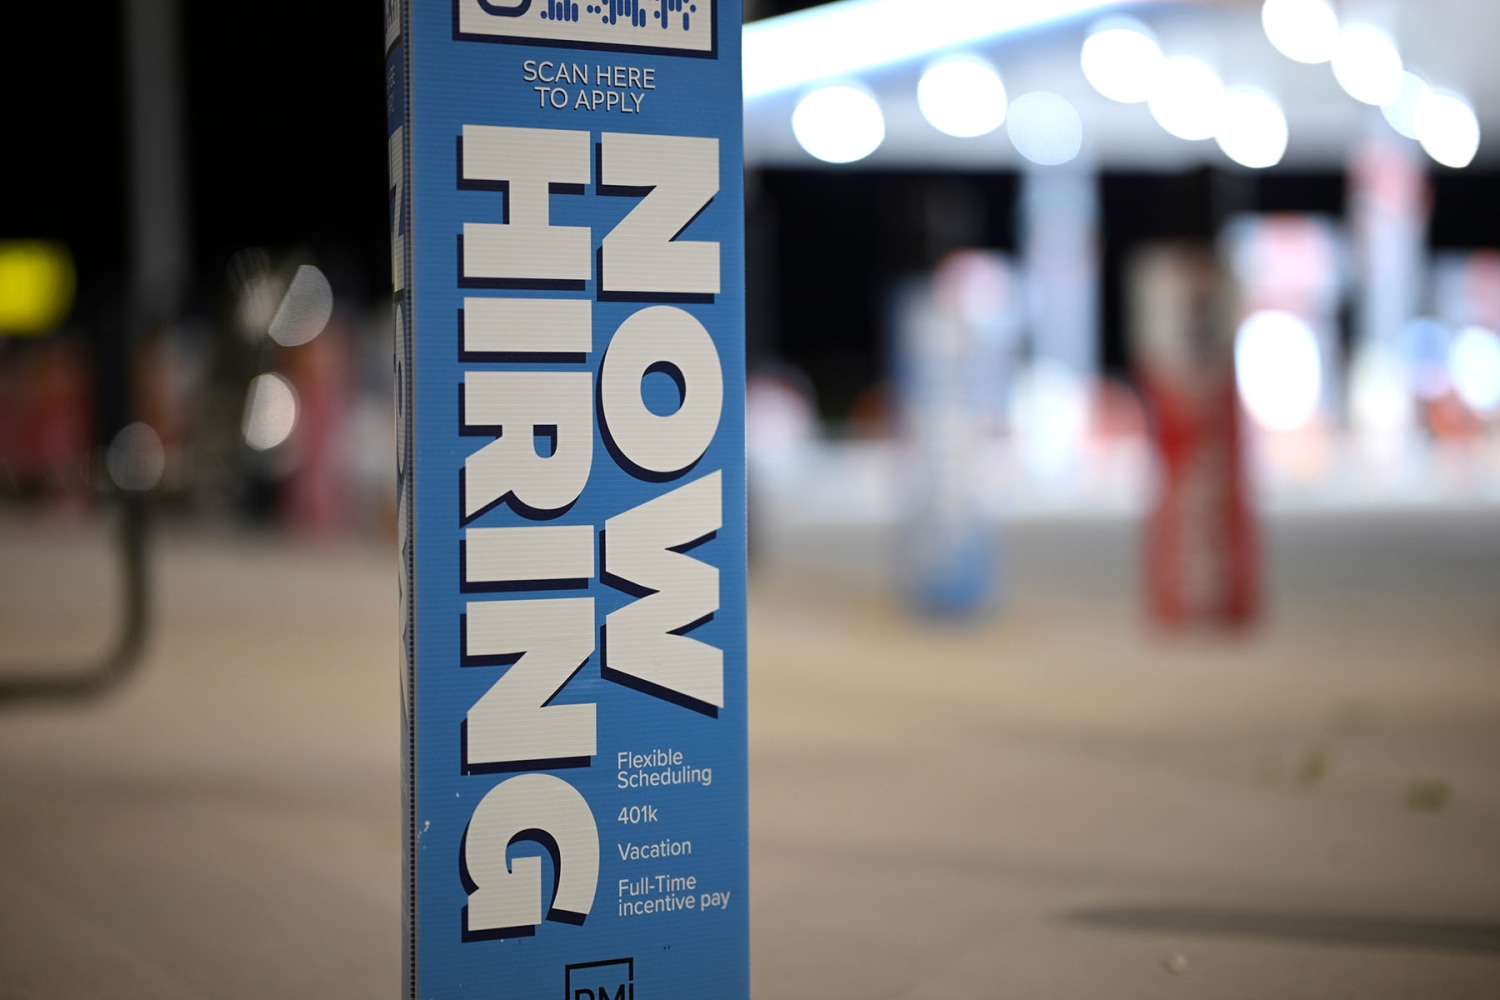 SCAN HERE
TO APPLY
NOW
HIRING
Flexible
Scheduling
401k
Vacation
Full-Time
incentive pay